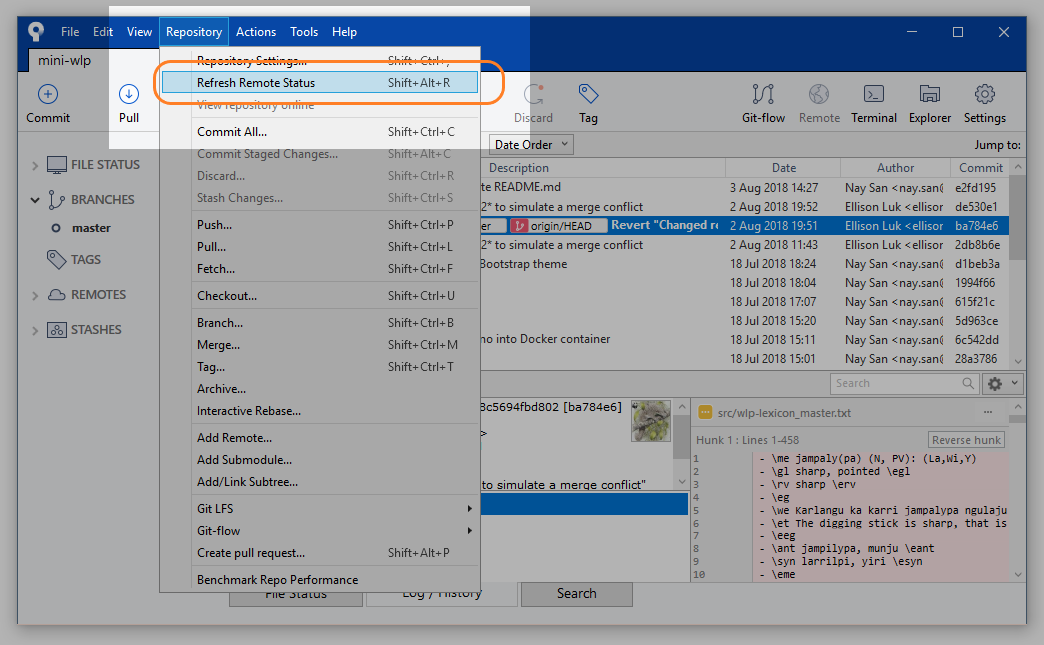 File Edit View Repository Actions Tools Help
mini-wlp
Commit
Pull
Discard
Tag
Git-flow
Remote
Terminal
Explorer
Settings
Repository Settings... Shift+Ctrl+,
Refresh Remote Status Shift+Alt+R
View repository online
Commit All... Shift+Ctrl+C
Commit Staged Changes... Shift+Alt+C
Discard... Shift+Ctrl+R
Stash Changes... Shift+Ctrl+S
Push... Shift+Ctrl+P
Pull... Shift+Ctrl+L
Fetch... Shift+Ctrl+F
Checkout... Shift+Ctrl+U
Branch... Shift+Ctrl+B
Merge... Shift+Ctrl+M
Tag... Shift+Ctrl+T
Archive...
Interactive Rebase...
Add Remote...
Add Submodule...
Add/Link Subtree...
Git LFS
Git-flow
Create pull request... Shift+Alt+P
Benchmark Repo Performance
FILE STATUS
BRANCHES
master
TAGS
REMOTES
STASHES
Date Order
Jump to:
Description Date Author Commit
te README.md 3 Aug 2018 14:27 Nay San <nay.san@ e2fd195
2* to simulate a merge conflict 2 Aug 2018 19:52 Ellison Luk <ellison de530e1
er origin/HEAD Revert "Changed re 2 Aug 2018 19:51 Ellison Luk <ellison ba784e6
2* to simulate a merge conflict 2 Aug 2018 11:43 Ellison Luk <ellison 2db8b6e
Bootstrap theme 18 Jul 2018 18:24 Nay San <nay.san@ d1beb3a
18 Jul 2018 18:04 Nay San <nay.san@ 1994f66
18 Jul 2018 17:07 Nay San <nay.san@ 615f21c
18 Jul 2018 15:20 Nay San <nay.san@ 5d963ce
mo into Docker container 18 Jul 2018 15:11 Nay San <nay.san@ 6c542dd
18 Jul 2018 15:01 Nay San <nay.san@ 28a3786
Search
8c5694fbd802 [ba784e6]
>
to simulate a merge conflict"
src/wlp-lexicon_master.txt
Hunk 1 : Lines 1-458 Reverse hunk
1 - \me jampaly(pa) (N, PV): (La,Wi,Y)
2 - \gl sharp, pointed \egl
3 - \rv sharp \erv
4 - \eg
5 - \we Karlangu ka karri jampalypa ngulaju
6 - \et The digging stick is sharp, that is
7 - \eeg
8 - \ant jampilypa, munju \eant
9 - \syn larrilpi, yiri \esyn
10 - \eme
File Status
Log / History
Search